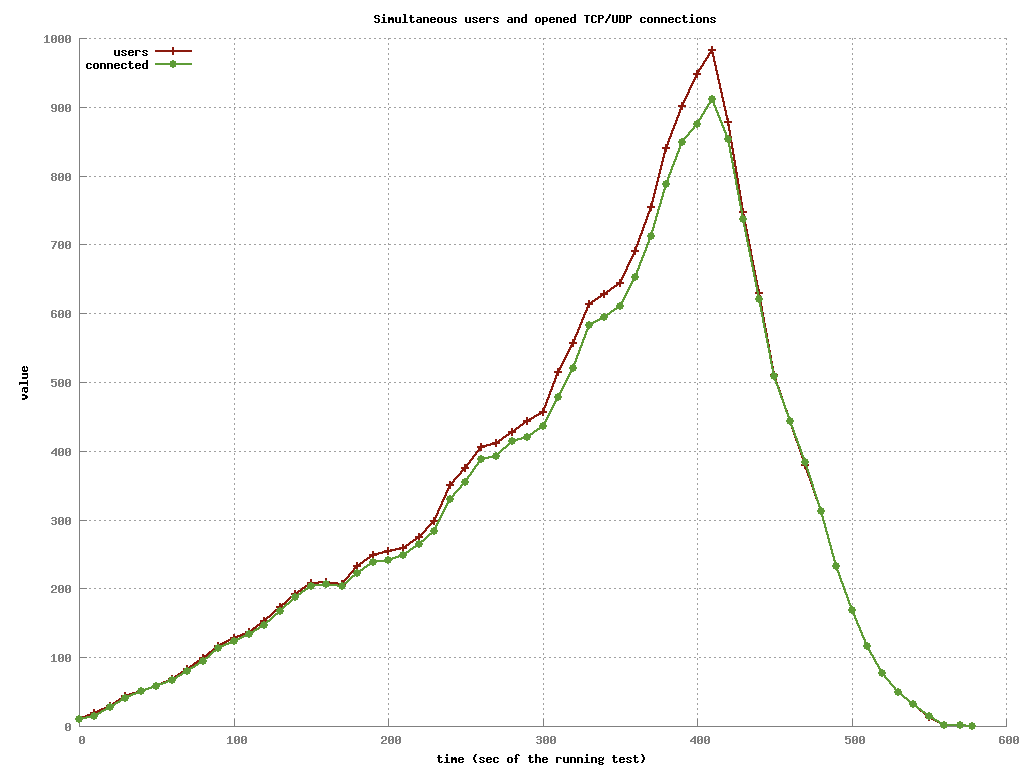 Simultaneous users and opened TCP/UDP connections
1000
users
connected
900
800
700
600
500
value
400
300
200
100
0
0 100 200 300 400 500 600
time (sec of the running test)